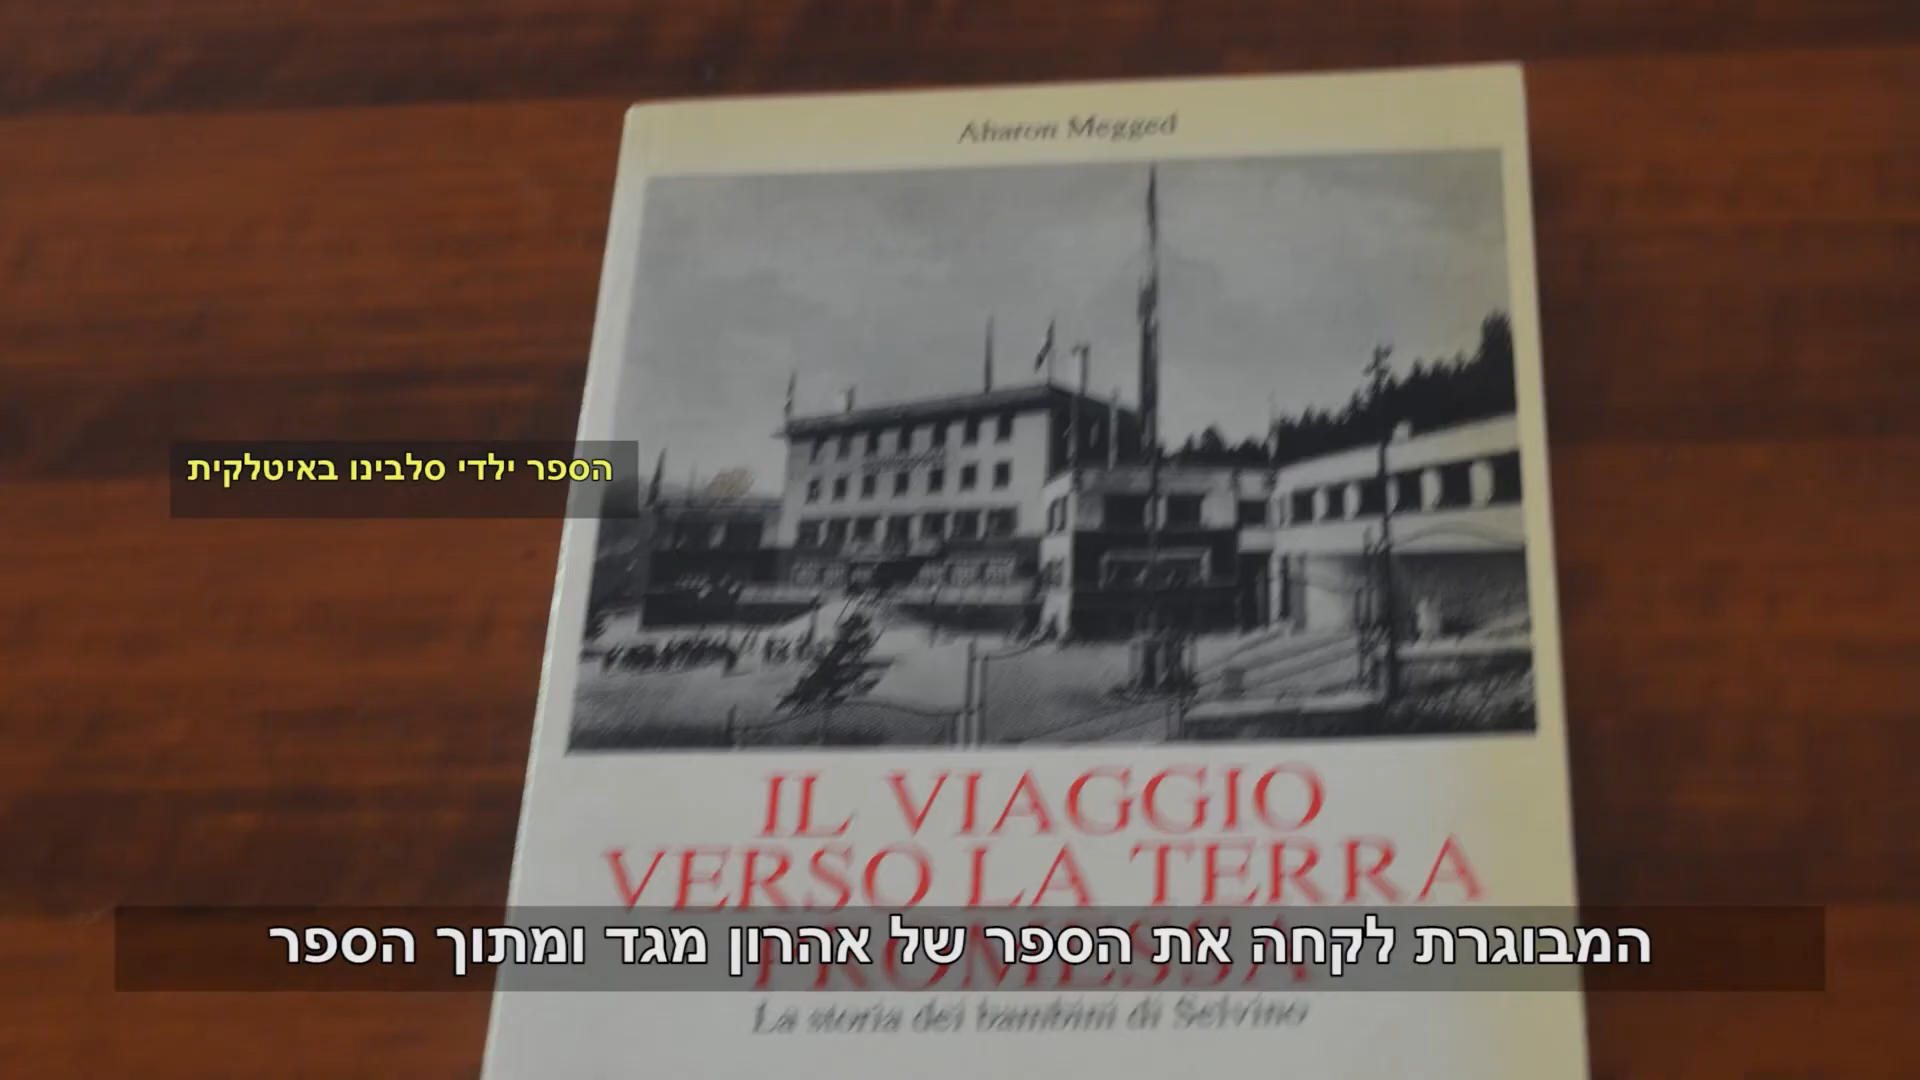 Aharon Megged
הספר ילדי סלבינו באיטלקית
IL VIAGGIO
VERSO LA TERRA
PROMESSA
המבוגרת לקחה את הספר של אהרון מגד ומתוך הספר
La storia dei bambini di Selvino